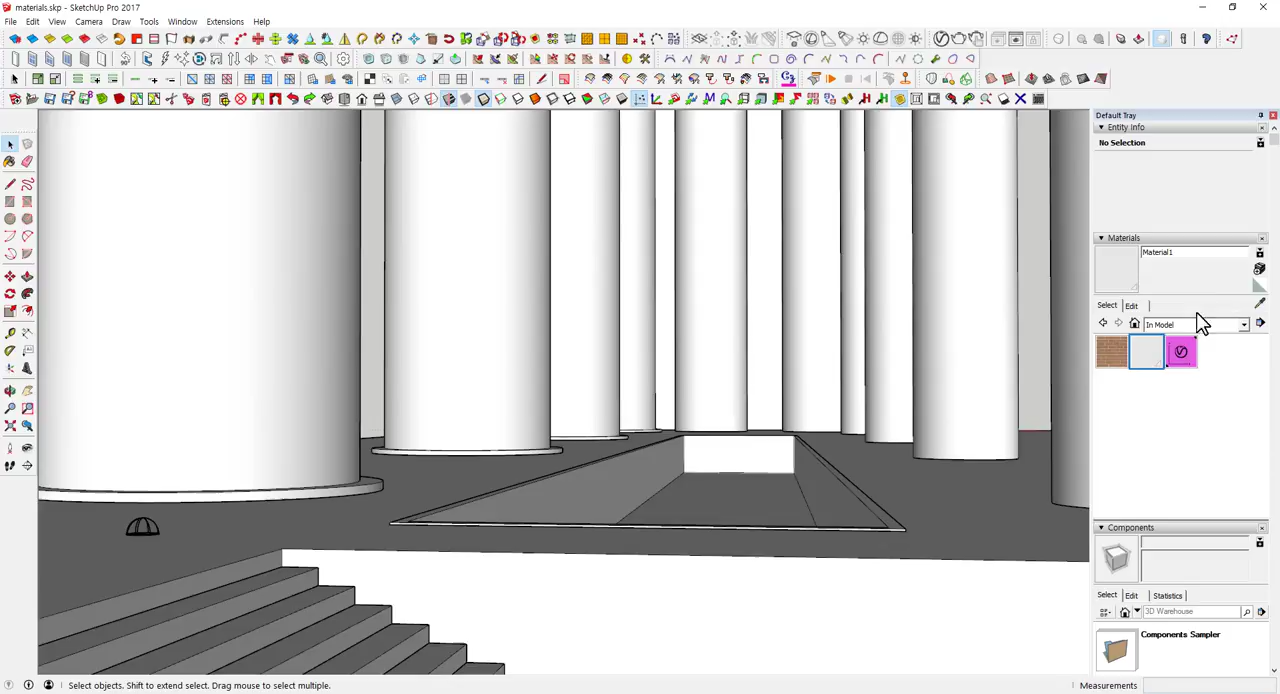 materials.skp - SketchUp Pro 2017
File Edit View Camera Draw Tools Window Extensions Help
Default Tray
Entity Info
No Selection
Materials
Material1
Select Edit
In Model
Components
Select Edit Statistics
3D Warehouse
Components Sampler
Select objects. Shift to extend select. Drag mouse to select multiple.
Measurements